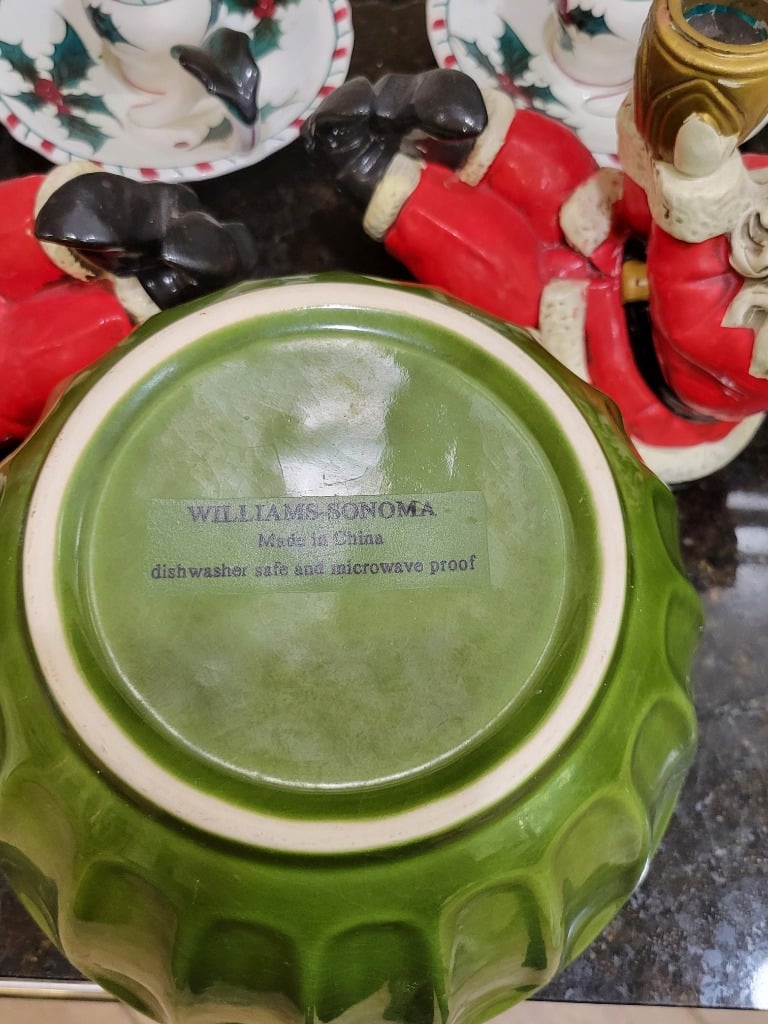 WILLIAMS-SONOMA
Made in China
dishwasher safe and microwave proof